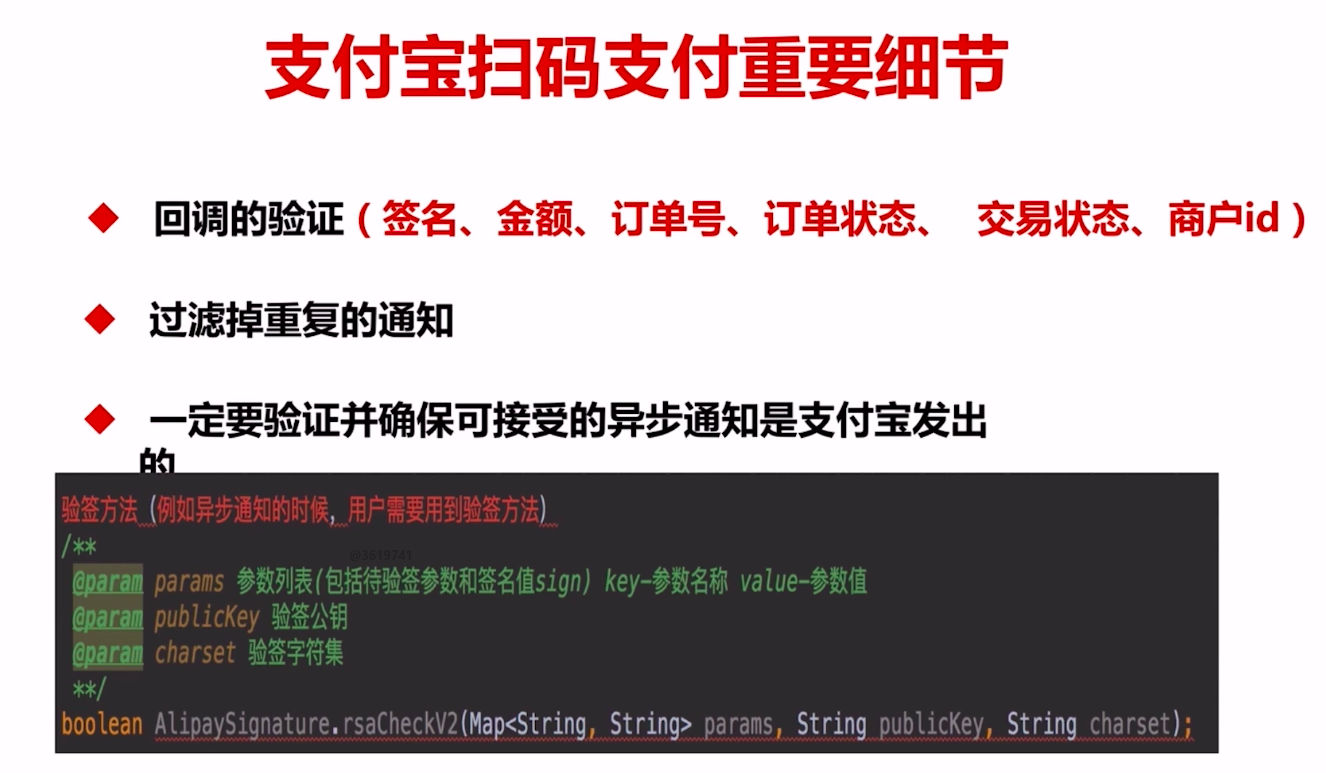 支付宝扫码支付重要细节
回调的验证（签名、金额、订单号、订单状态、 交易状态、商户id）
过滤掉重复的通知
一定要验证并确保可接受的异步通知是支付宝发出
的
验签方法 (例如异步通知的时候, 用户需要用到验签方法)
/**
@3619741
@param params 参数列表(包括待验签参数和签名值sign) key-参数名称 value-参数值
@param publicKey 验签公钥
@param charset 验签字符集
**/
boolean AlipaySignature.rsaCheckV2(Map<String, String> params, String publicKey, String charset);